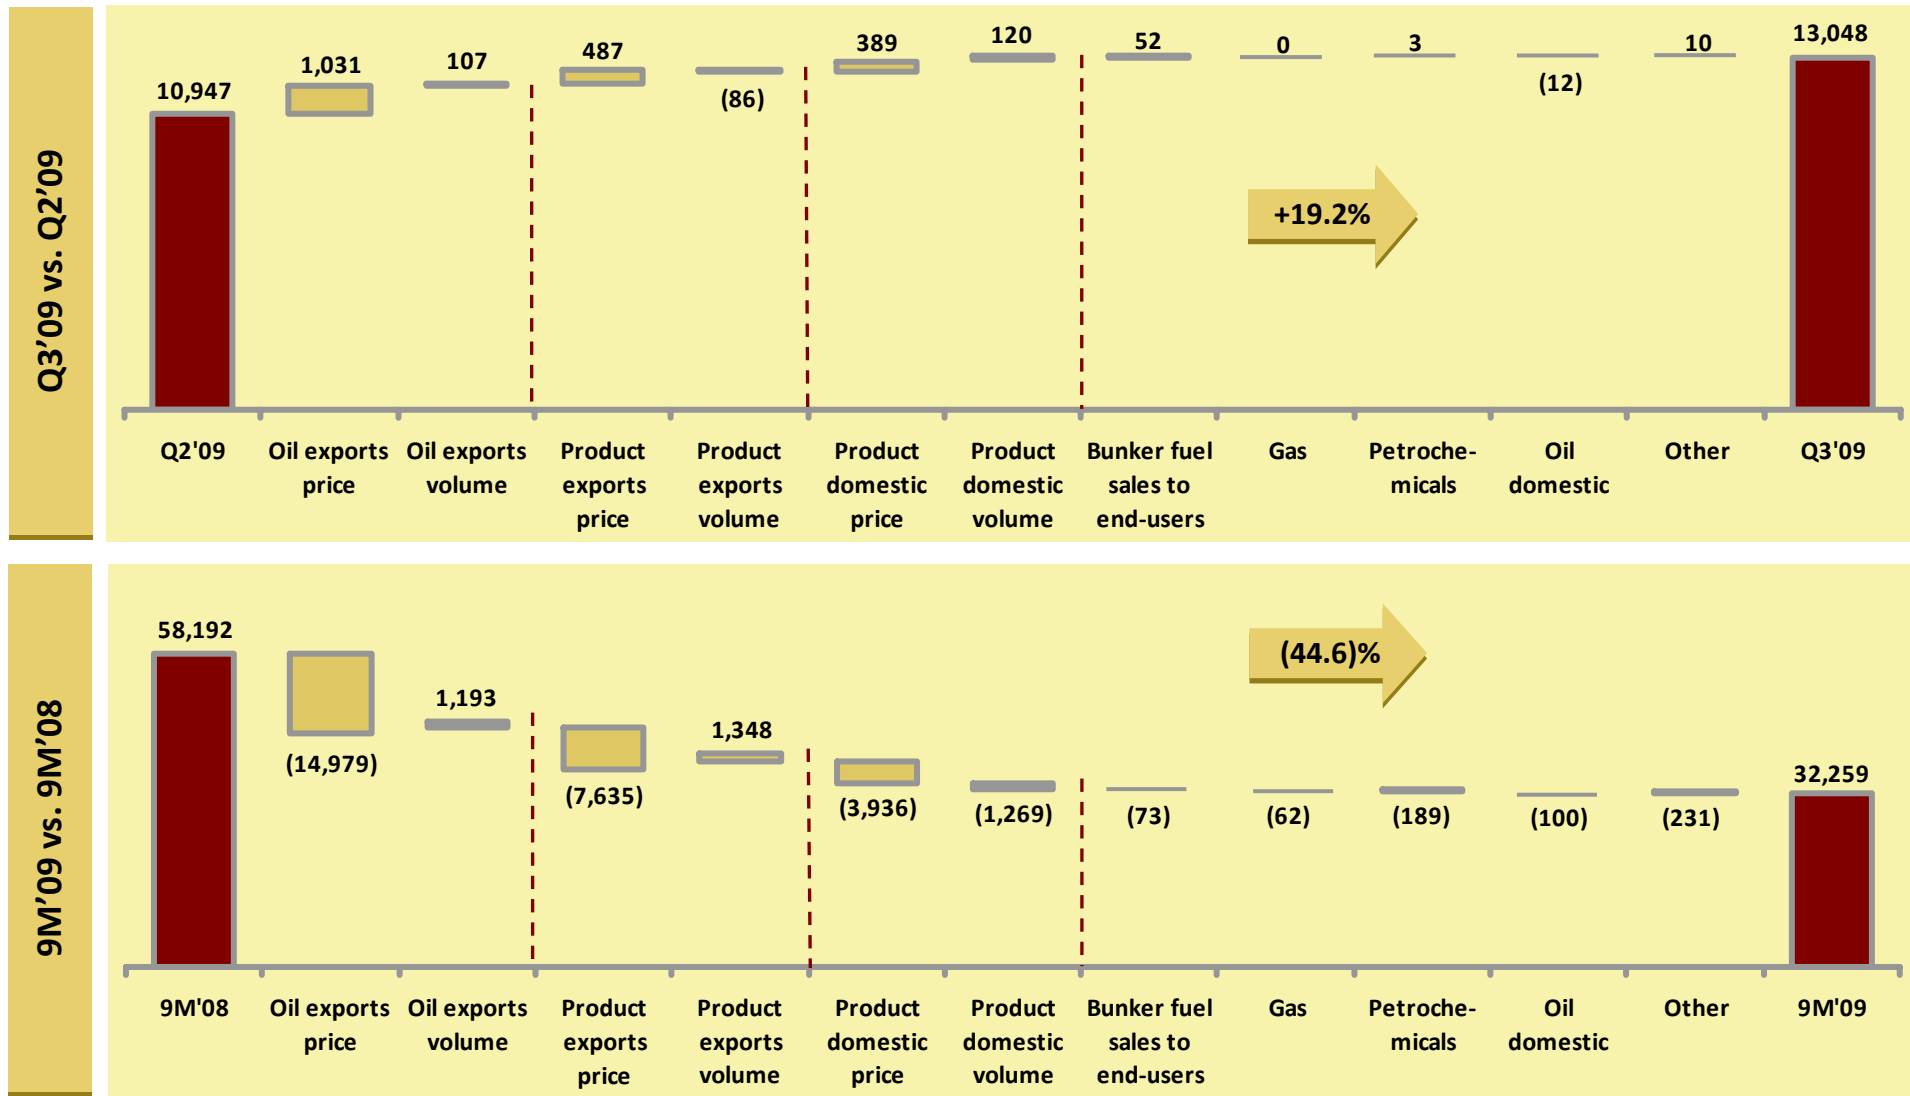 Q3’09 vs. Q2’09
10,947
1,031
107
487
(86)
389
120
52
0
3
(12)
10
13,048
+19.2%
Q2'09
Oil exports
price
Oil exports
volume
Product
exports
price
Product
exports
volume
Product
domestic
price
Product
domestic
volume
Bunker fuel
sales to
end-users
Gas
Petroche-
micals
Oil
domestic
Other
Q3'09
9M’09 vs. 9M’08
58,192
(14,979)
1,193
(7,635)
1,348
(3,936)
(1,269)
(73)
(62)
(189)
(100)
(231)
32,259
(44.6)%
9M'08
Oil exports
price
Oil exports
volume
Product
exports
price
Product
exports
volume
Product
domestic
price
Product
domestic
volume
Bunker fuel
sales to
end-users
Gas
Petroche-
micals
Oil
domestic
Other
9M'09